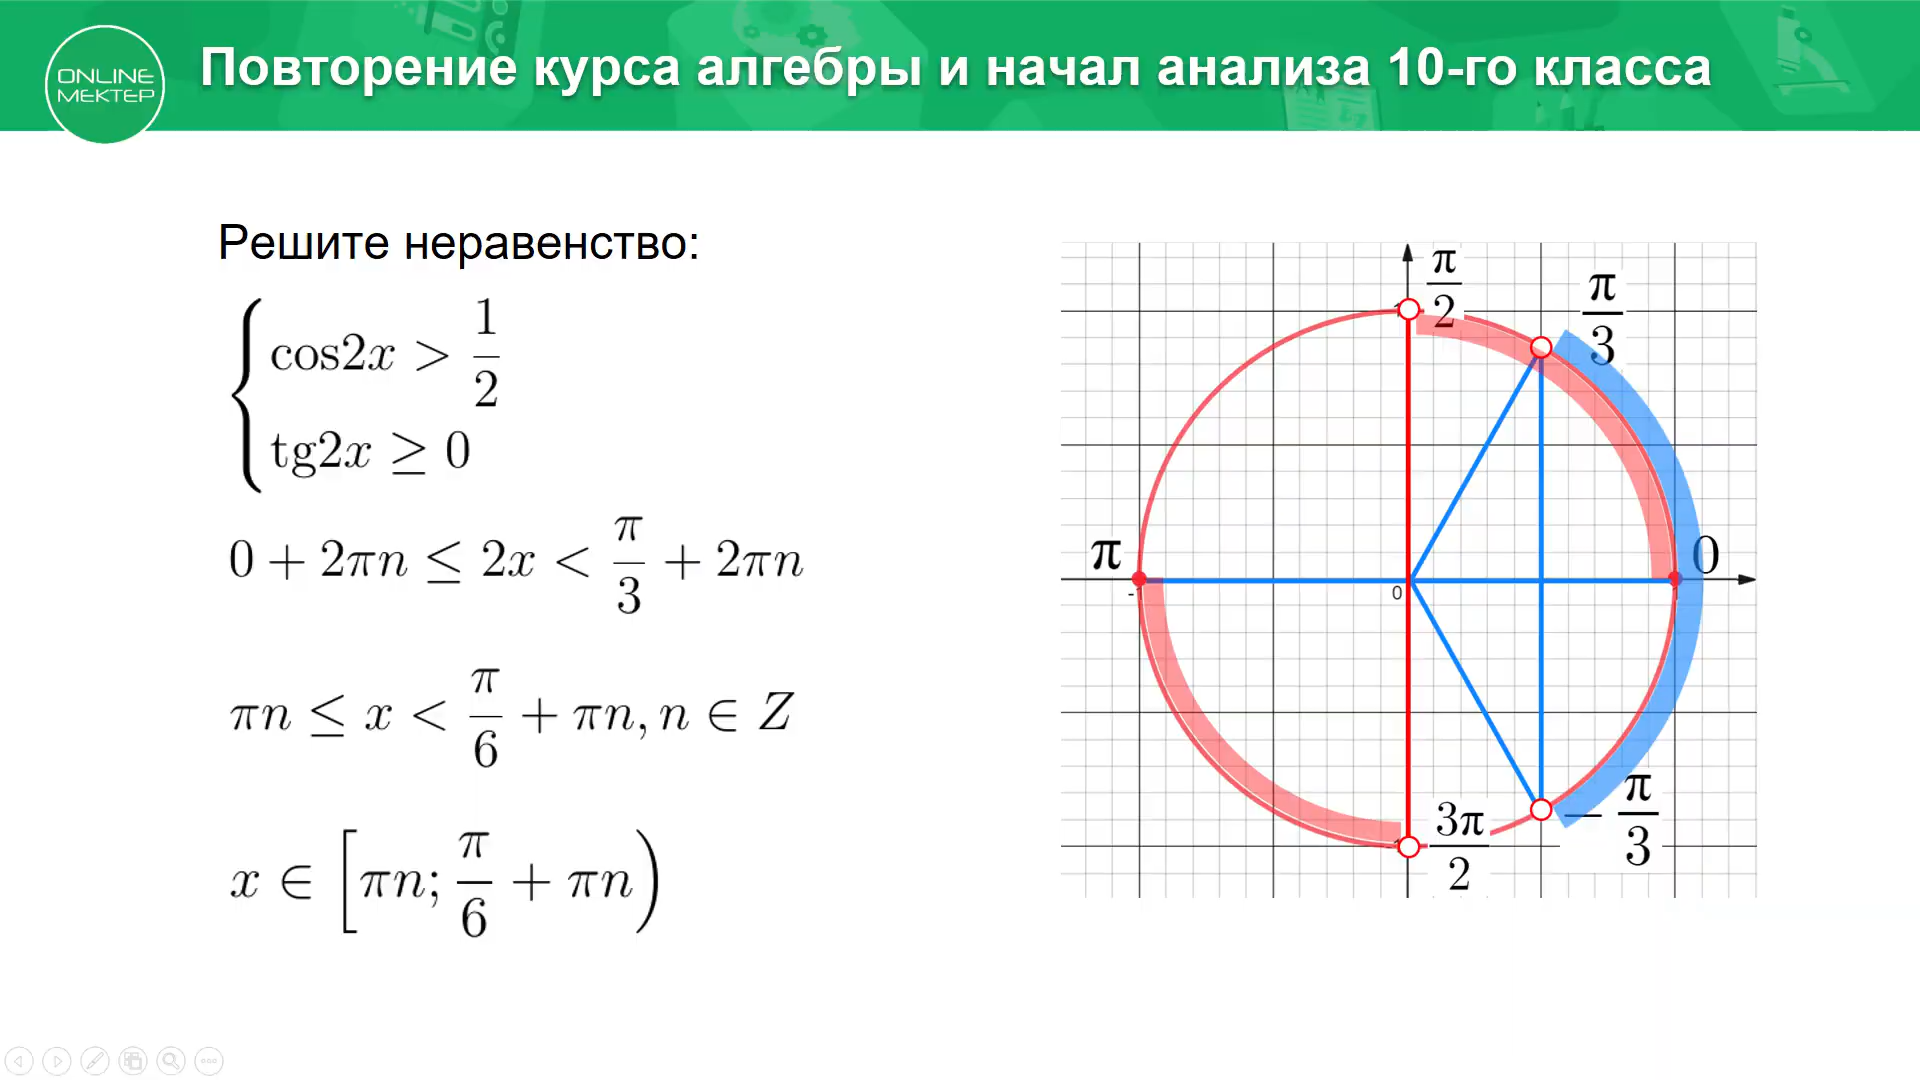 ONLINE
MEKTEP
Повторение курса алгебры и начал анализа 10-го класса
Решите неравенство:
cos2x > 1/2
tg2x ≥ 0
0 + 2πn ≤ 2x < π/3 + 2πn
πn ≤ x < π/6 + πn, n ∈ Z
x ∈ [πn; π/6 + πn)
π/2
π/3
π
0
0
3π/2
− π/3